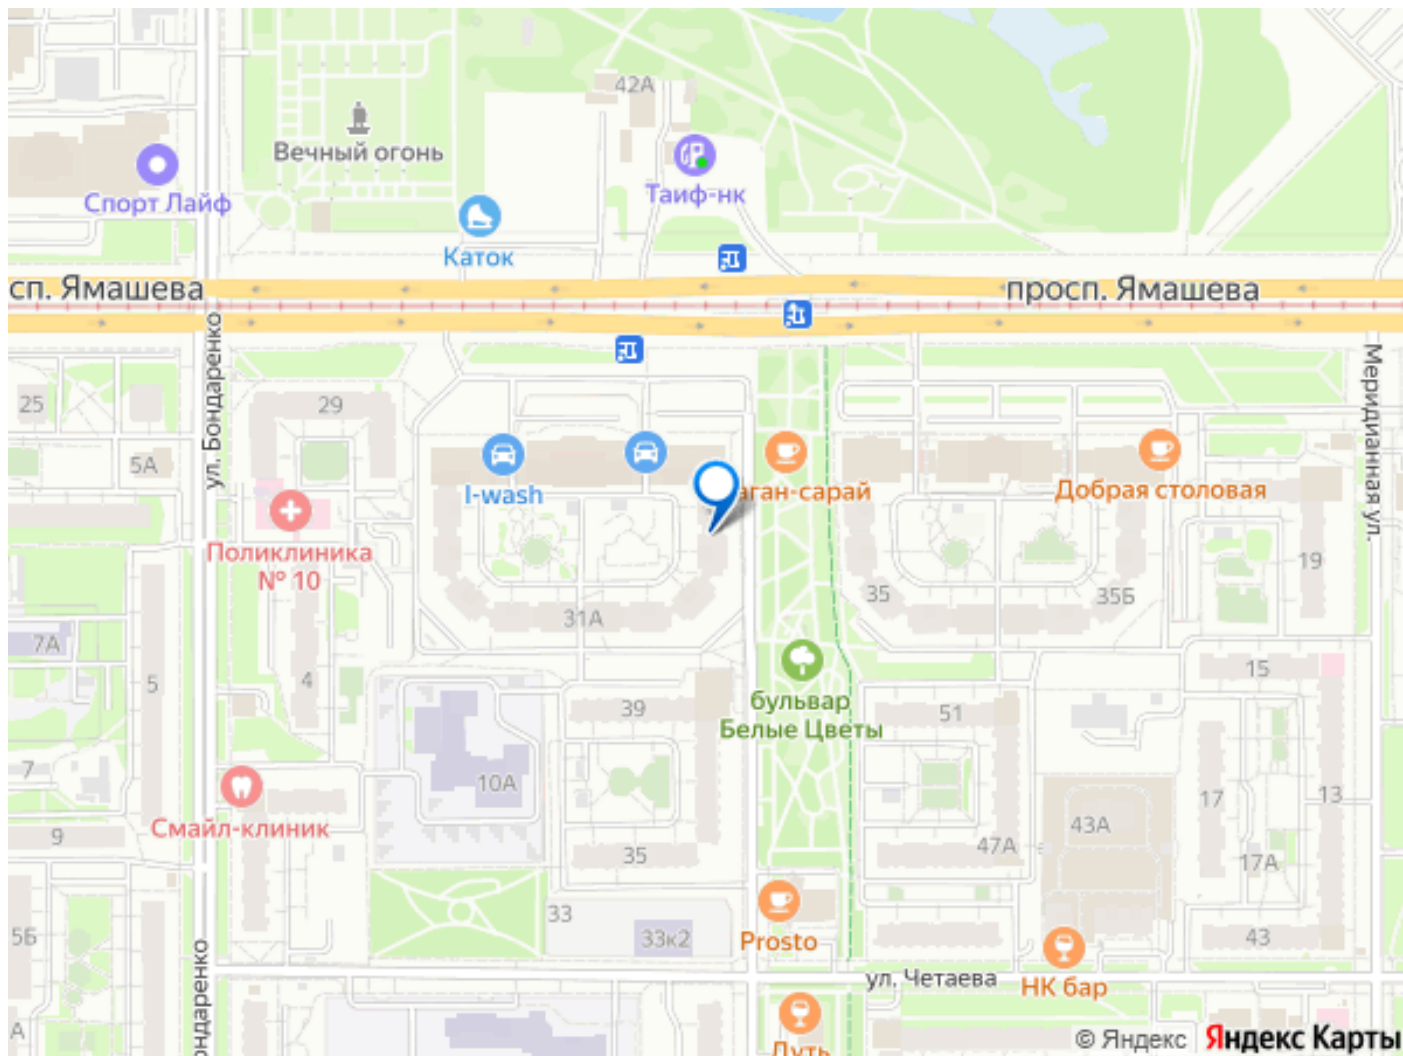 42А
Вечный огонь
Спорт Лайф
Таиф-нк
Каток
сп. Ямашева
просп. Ямашева
ул. Бондаренко
Меридианная ул.
25
29
5А
I-wash
аган-сарай
Добрая столовая
Поликлиника
№ 10
19
35
35Б
31А
7А
5
4
15
39
бульвар
Белые Цветы
51
7
10А
17
13
Смайл-клиник
43А
9
35
47А
17А
33
5Б
33к2
Prosto
43
ул. Четаева
НК бар
ондаренко
А
Путь
© Яндекс
Яндекс Карты